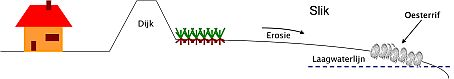 Slik
Oesterrif
Dijk
Erosie
Laagwaterlijn